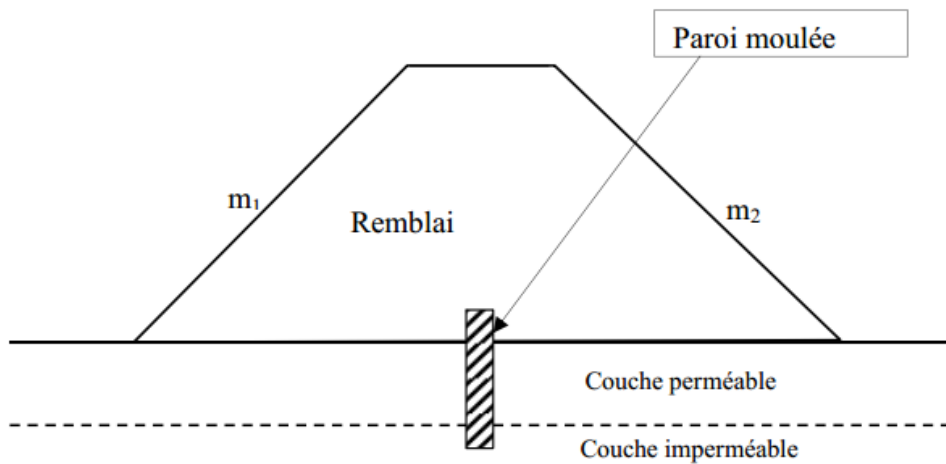 Paroi moulée
m₁
m₂
Remblai
Couche perméable
Couche imperméable